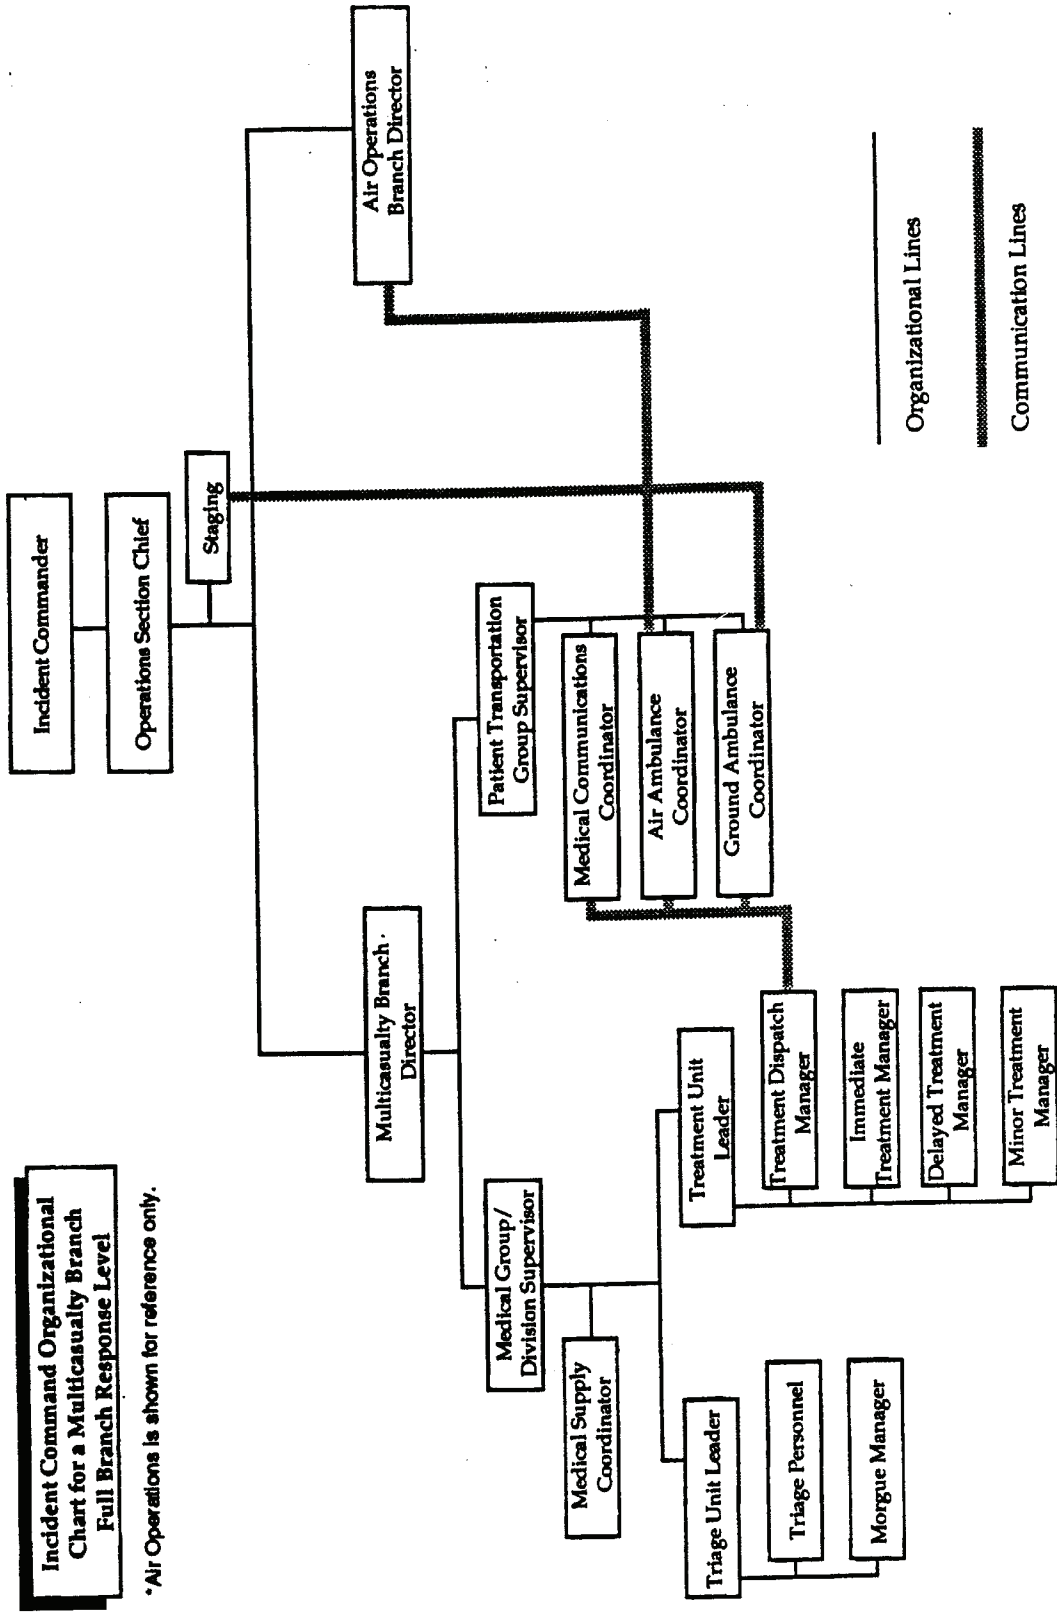 Incident Command Organizational
Chart for a Multicasualty Branch
Full Branch Response Level
*Air Operations is shown for reference only.
Incident Commander
Operations Section Chief
Staging
Air Operations
Branch Director
Multicasualty Branch
Director
Medical Group/
Division Supervisor
Patient Transportation
Group Supervisor
Medical Supply
Coordinator
Medical Communications
Coordinator
Air Ambulance
Coordinator
Ground Ambulance
Coordinator
Triage Unit Leader
Triage Personnel
Morgue Manager
Treatment Unit
Leader
Treatment Dispatch
Manager
Immediate
Treatment Manager
Delayed Treatment
Manager
Minor Treatment
Manager
Organizational Lines
Communication Lines